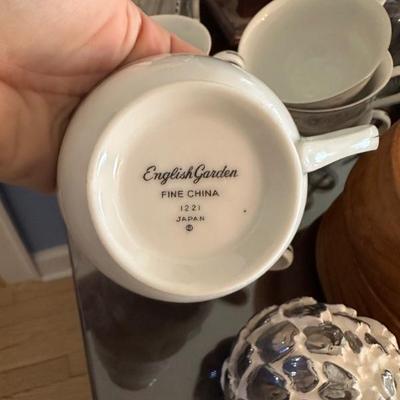 English Garden
FINE CHINA
1221
JAPAN